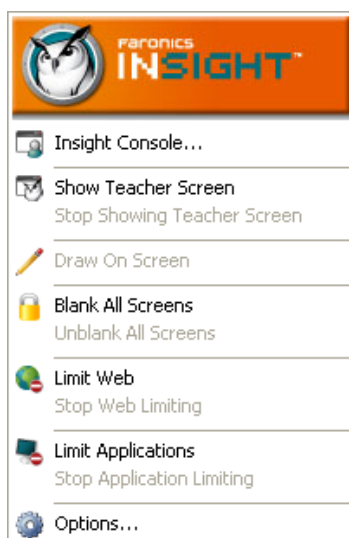 FARONICS
INSIGHT™
Insight Console...
Show Teacher Screen
Stop Showing Teacher Screen
Draw On Screen
Blank All Screens
Unblank All Screens
Limit Web
Stop Web Limiting
Limit Applications
Stop Application Limiting
Options...